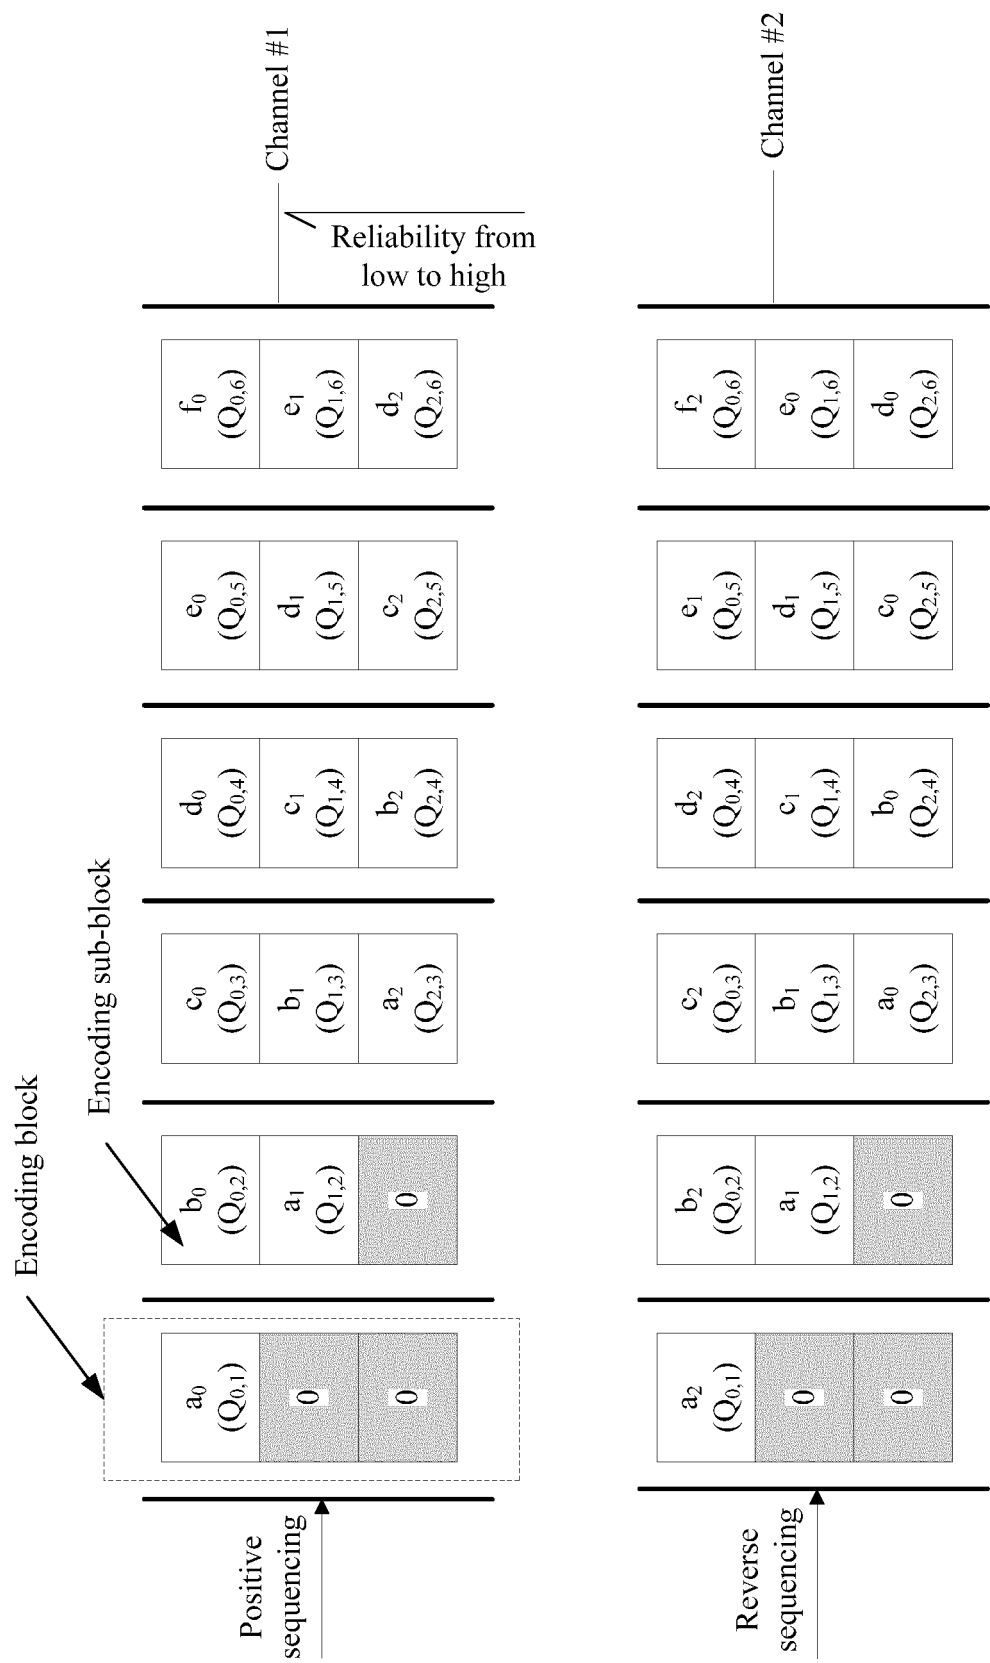 Encoding block
Encoding sub-block
Positive
sequencing
a₀
(Q₀,₁)
0
0
b₀
(Q₀,₂)
a₁
(Q₁,₂)
0
c₀
(Q₀,₃)
b₁
(Q₁,₃)
a₂
(Q₂,₃)
d₀
(Q₀,₄)
c₁
(Q₁,₄)
b₂
(Q₂,₄)
e₀
(Q₀,₅)
d₁
(Q₁,₅)
c₂
(Q₂,₅)
f₀
(Q₀,₆)
e₁
(Q₁,₆)
d₂
(Q₂,₆)
Channel #1
Reliability from
low to high
Reverse
sequencing
a₂
(Q₀,₁)
0
0
b₂
(Q₀,₂)
a₁
(Q₁,₂)
0
c₂
(Q₀,₃)
b₁
(Q₁,₃)
a₀
(Q₂,₃)
d₂
(Q₀,₄)
c₁
(Q₁,₄)
b₀
(Q₂,₄)
e₁
(Q₀,₅)
d₁
(Q₁,₅)
c₀
(Q₂,₅)
f₂
(Q₀,₆)
e₀
(Q₁,₆)
d₀
(Q₂,₆)
Channel #2